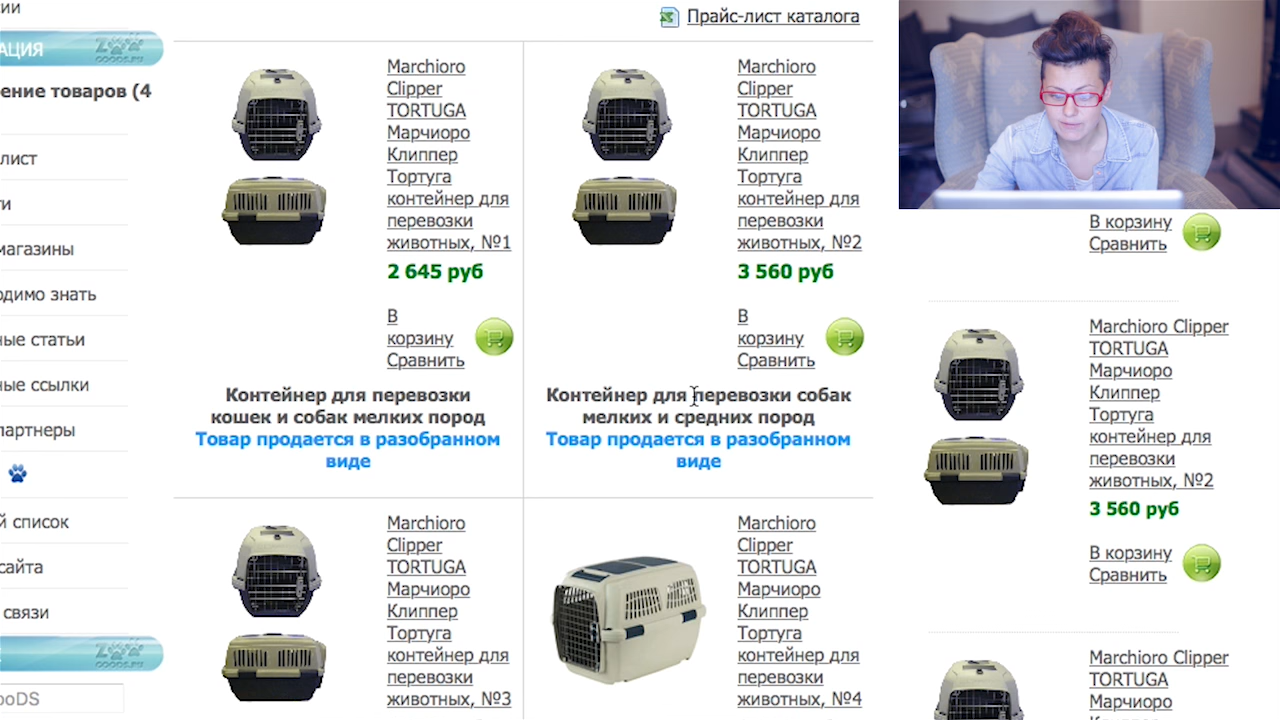 ии
Прайс-лист каталога
АЦИЯ
ение товаров (4
лист
ти
магазины
одимо знать
ные статьи
ные ссылки
партнеры
й список
сайта
связи
ooDS
Marchioro
Clipper
TORTUGA
Марчиоро
Клиппер
Тортуга
контейнер для
перевозки
животных, №1
2 645 руб
В
корзину
Сравнить
Контейнер для перевозки
кошек и собак мелких пород
Товар продается в разобранном
виде
Marchioro
Clipper
TORTUGA
Марчиоро
Клиппер
Тортуга
контейнер для
перевозки
животных, №2
3 560 руб
В
корзину
Сравнить
Контейнер для перевозки собак
мелких и средних пород
Товар продается в разобранном
виде
Marchioro
Clipper
TORTUGA
Марчиоро
Клиппер
Тортуга
контейнер для
перевозки
животных, №3
Marchioro
Clipper
TORTUGA
Марчиоро
Клиппер
Тортуга
контейнер для
перевозки
животных, №4
В корзину
Сравнить
Marchioro Clipper
TORTUGA
Марчиоро
Клиппер
Тортуга
контейнер для
перевозки
животных, №2
3 560 руб
В корзину
Сравнить
Marchioro Clipper
TORTUGA
Марчиоро